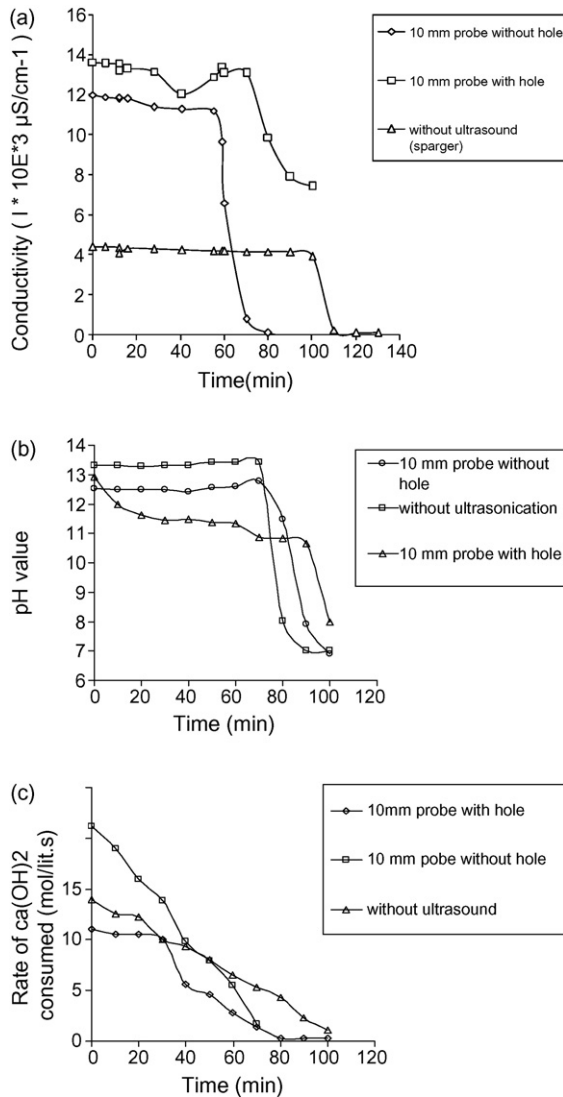 (a)
Conductivity ( l * 10E*3 µS/cm-1 )
16
14
12
10
8
6
4
2
0
0 20 40 60 80 100 120 140
Time(min)
10 mm probe without hole
10 mm probe with hole
without ultrasound
(sparger)
(b)
pH value
14
13
12
11
10
9
8
7
6
0 20 40 60 80 100 120
Time (min)
10 mm probe without
hole
without ultrasonication
10 mm probe with hole
(c)
Rate of ca(OH)2
consumed (mol/lit.s)
15
10
5
0
0 20 40 60 80 100 120
Time (min)
10mm probe with hole
10 mm pobe without hole
without ultrasound